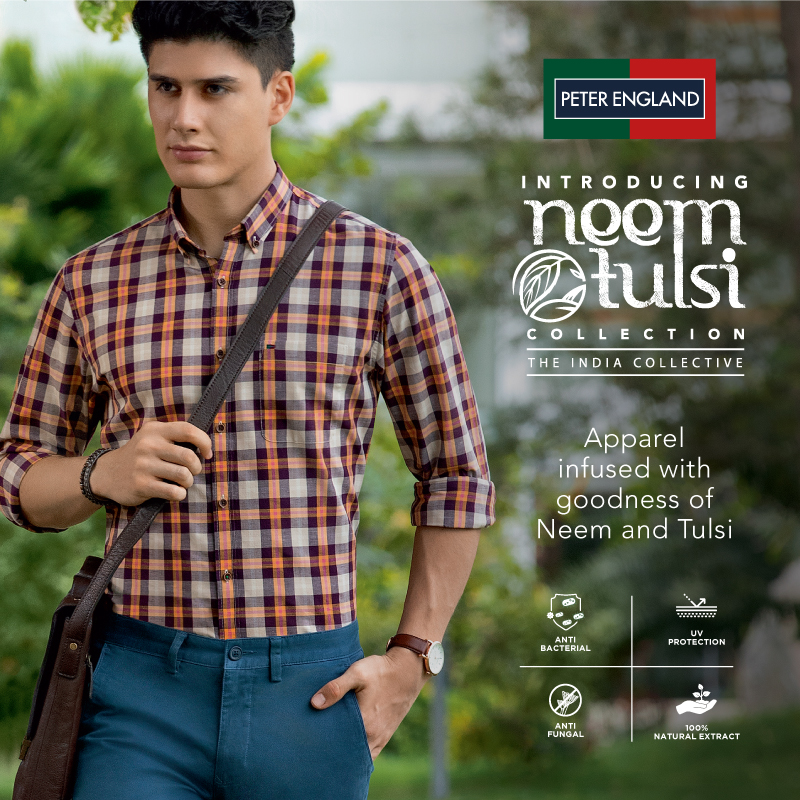 PETER ENGLAND
INTRODUCING
neem
tulsi
COLLECTION
THE INDIA COLLECTIVE
Apparel
infused with
goodness of
Neem and Tulsi
ANTI
BACTERIAL
UV
PROTECTION
ANTI
FUNGAL
100%
NATURAL EXTRACT